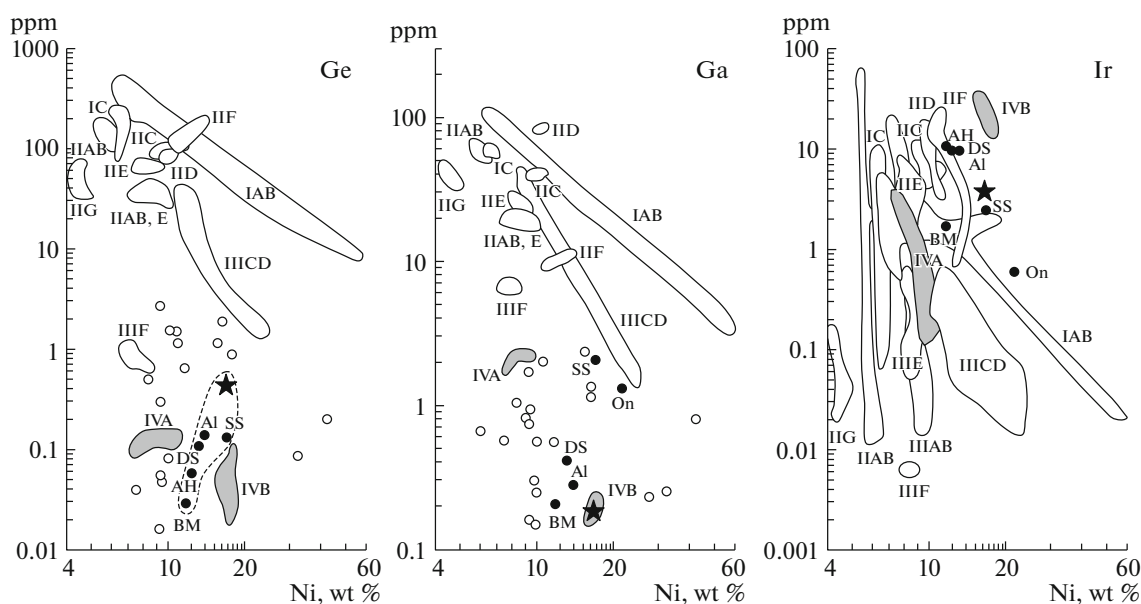 ppm
1000
100
10
1
0.1
0.01
4
10
20
60
Ni, wt %
Ge
IC
IIAB
IIE
IIG
IIC
IIF
IID
IIAB, E
IAB
IIICD
IIIF
IVA
Al
SS
DS
AH
BM
IVB
ppm
100
10
1
0.1
4
10
20
60
Ni, wt %
Ga
IIAB
IID
IC
IIG
IIC
IIE
IAB
IIAB, E
IIF
IIIF
IIICD
IVA
SS
On
DS
Al
IVB
BM
ppm
100
10
1
0.1
0.01
0.001
4
10
20
60
Ni, wt %
Ir
IID
IIF
IVB
IC
IIC
AH
DS
Al
IIIE
SS
BM
IVA
On
IAB
IIIE
IIICD
IIG
IIAB
IIIAB
IIIF